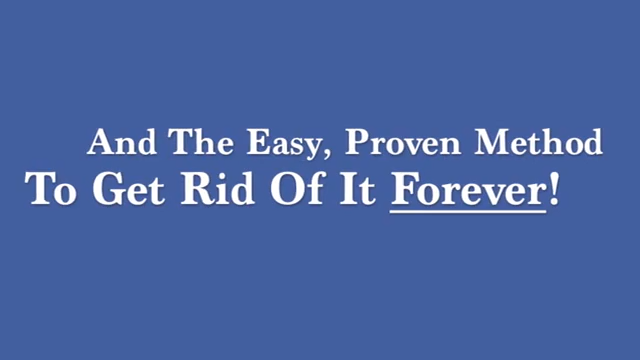 And The Easy, Proven Method
To Get Rid Of It Forever!